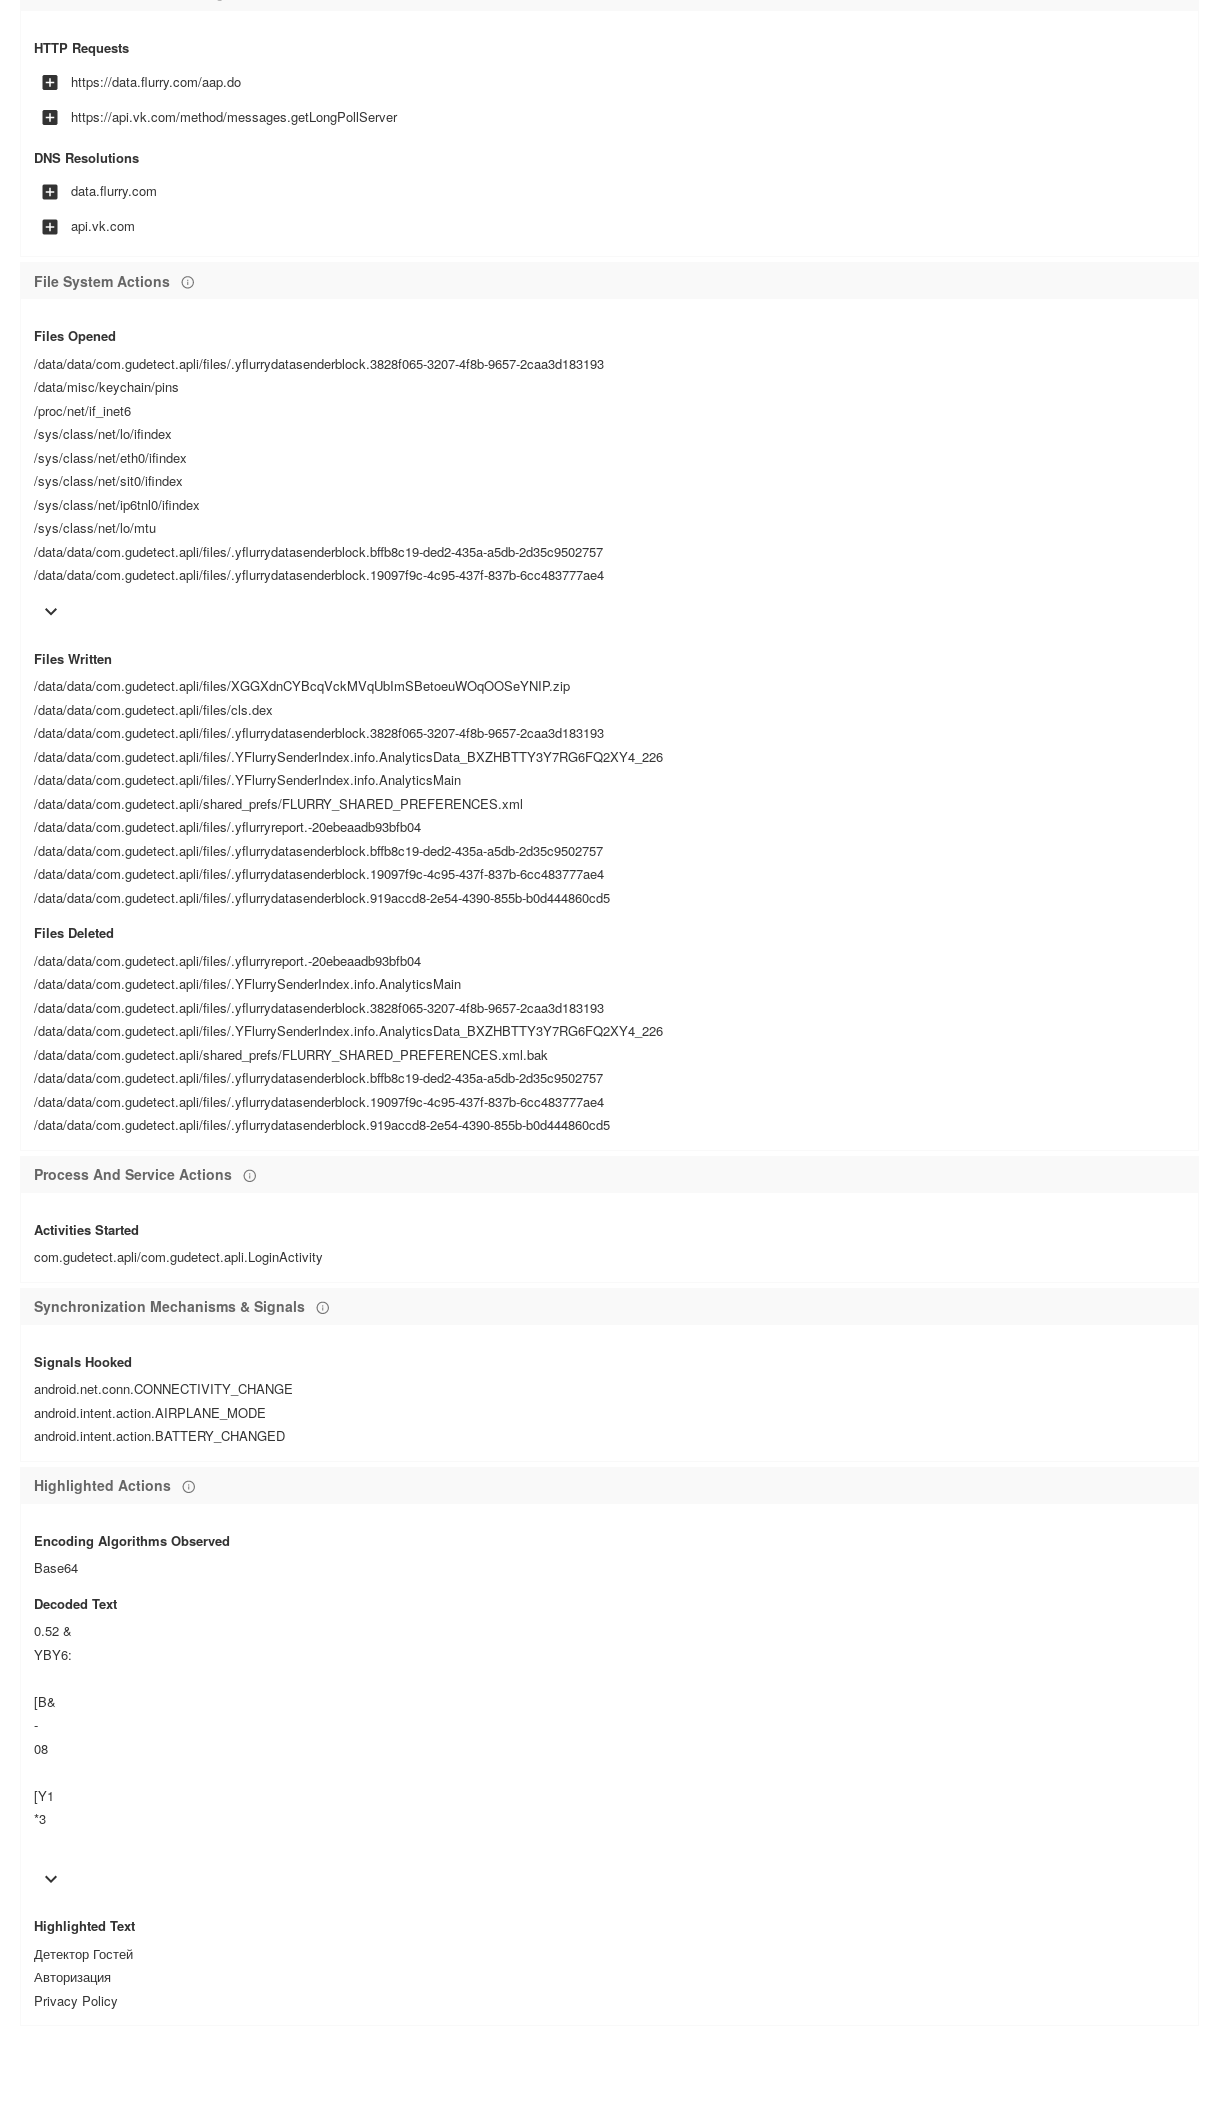 HTTP Requests
https://data.flurry.com/aap.do
https://api.vk.com/method/messages.getLongPollServer
DNS Resolutions
data.flurry.com
api.vk.com
File System Actions
Files Opened
/data/data/com.gudetect.apli/files/.yflurrydatasenderblock.3828f065-3207-4f8b-9657-2caa3d183193
/data/misc/keychain/pins
/proc/net/if_inet6
/sys/class/net/lo/ifindex
/sys/class/net/eth0/ifindex
/sys/class/net/sit0/ifindex
/sys/class/net/ip6tnl0/ifindex
/sys/class/net/lo/mtu
/data/data/com.gudetect.apli/files/.yflurrydatasenderblock.bffb8c19-ded2-435a-a5db-2d35c9502757
/data/data/com.gudetect.apli/files/.yflurrydatasenderblock.19097f9c-4c95-437f-837b-6cc483777ae4
Files Written
/data/data/com.gudetect.apli/files/XGGXdnCYBcqVckMVqUbImSBetoeuWOqOOSeYNIP.zip
/data/data/com.gudetect.apli/files/cls.dex
/data/data/com.gudetect.apli/files/.yflurrydatasenderblock.3828f065-3207-4f8b-9657-2caa3d183193
/data/data/com.gudetect.apli/files/.YFlurrySenderIndex.info.AnalyticsData_BXZHBTTY3Y7RG6FQ2XY4_226
/data/data/com.gudetect.apli/files/.YFlurrySenderIndex.info.AnalyticsMain
/data/data/com.gudetect.apli/shared_prefs/FLURRY_SHARED_PREFERENCES.xml
/data/data/com.gudetect.apli/files/.yflurryreport.-20ebeaadb93bfb04
/data/data/com.gudetect.apli/files/.yflurrydatasenderblock.bffb8c19-ded2-435a-a5db-2d35c9502757
/data/data/com.gudetect.apli/files/.yflurrydatasenderblock.19097f9c-4c95-437f-837b-6cc483777ae4
/data/data/com.gudetect.apli/files/.yflurrydatasenderblock.919accd8-2e54-4390-855b-b0d444860cd5
Files Deleted
/data/data/com.gudetect.apli/files/.yflurryreport.-20ebeaadb93bfb04
/data/data/com.gudetect.apli/files/.YFlurrySenderIndex.info.AnalyticsMain
/data/data/com.gudetect.apli/files/.yflurrydatasenderblock.3828f065-3207-4f8b-9657-2caa3d183193
/data/data/com.gudetect.apli/files/.YFlurrySenderIndex.info.AnalyticsData_BXZHBTTY3Y7RG6FQ2XY4_226
/data/data/com.gudetect.apli/shared_prefs/FLURRY_SHARED_PREFERENCES.xml.bak
/data/data/com.gudetect.apli/files/.yflurrydatasenderblock.bffb8c19-ded2-435a-a5db-2d35c9502757
/data/data/com.gudetect.apli/files/.yflurrydatasenderblock.19097f9c-4c95-437f-837b-6cc483777ae4
/data/data/com.gudetect.apli/files/.yflurrydatasenderblock.919accd8-2e54-4390-855b-b0d444860cd5
Process And Service Actions
Activities Started
com.gudetect.apli/com.gudetect.apli.LoginActivity
Synchronization Mechanisms & Signals
Signals Hooked
android.net.conn.CONNECTIVITY_CHANGE
android.intent.action.AIRPLANE_MODE
android.intent.action.BATTERY_CHANGED
Highlighted Actions
Encoding Algorithms Observed
Base64
Decoded Text
0.52 &
YBY6:
[B&
-
08
[Y1
*3
Highlighted Text
Детектор Гостей
Авторизация
Privacy Policy